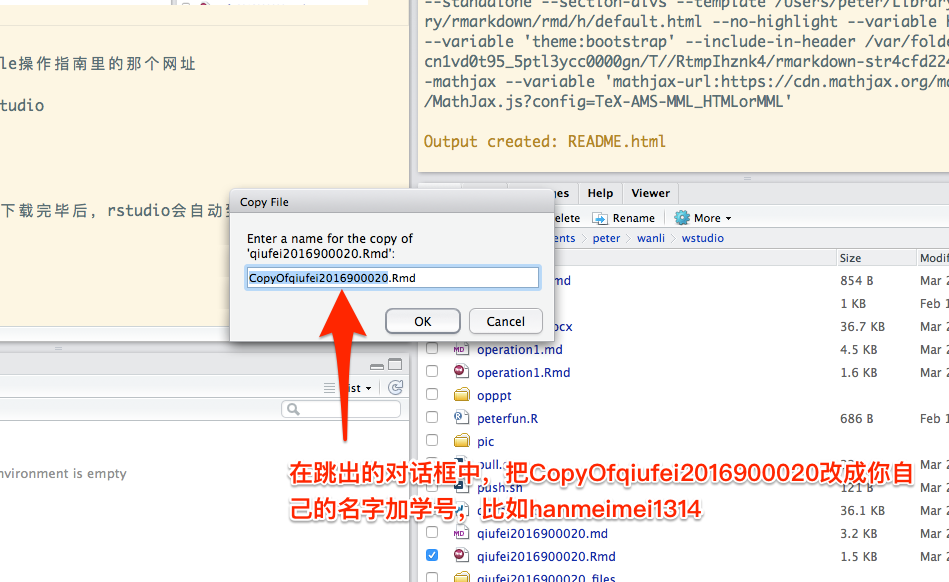 --standalone --section-divs --template /Users/peter/Library
ry/rmarkdown/rmd/h/default.html --no-highlight --variable
--variable 'theme:bootstrap' --include-in-header /var/fold
cn1vd0t95_5ptl3ycc0000gn/T//RtmpIhznk4/rmarkdown-str4cfd224
-mathjax --variable 'mathjax-url:https://cdn.mathjax.org/m
/MathJax.js?config=TeX-AMS-MML_HTMLorMML'
Output created: README.html
le操作指南里的那个网址
tudio
下载完毕后，rstudio会自动
Copy File
Enter a name for the copy of
'qiufei2016900020.Rmd':
CopyOfqiufei2016900020.Rmd
OK Cancel
es Help Viewer
elete Rename More
ents peter wanli wstudio
Size Modif
md 854 B Mar 2
1 KB Feb 1
ocx 36.7 KB Mar 2
operation1.md 4.5 KB Mar 2
operation1.Rmd 1.6 KB Mar 2
opppt
peterfun.R 686 B Feb 1
pic
pull.
push.sh 121 B Mar 2
36.1 KB Mar 2
qiufei2016900020.md 3.2 KB Mar 2
qiufei2016900020.Rmd 1.5 KB Mar 2
qiufei2016900020_files
st
nvironment is empty
在跳出的对话框中，把CopyOfqiufei2016900020改成你自
己的名字加学号，比如hanmeimei1314